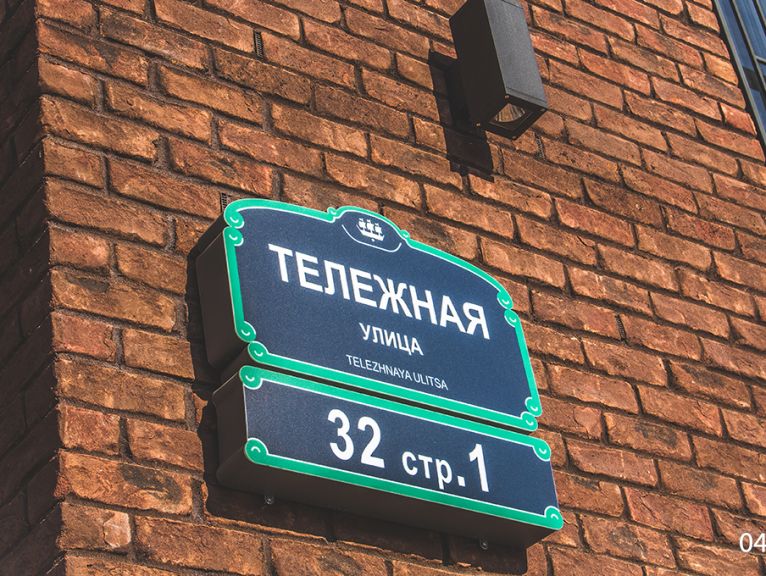 ТЕЛЕЖНАЯ
УЛИЦА
TELEZHNAYA ULITSA
32 стр.1
04